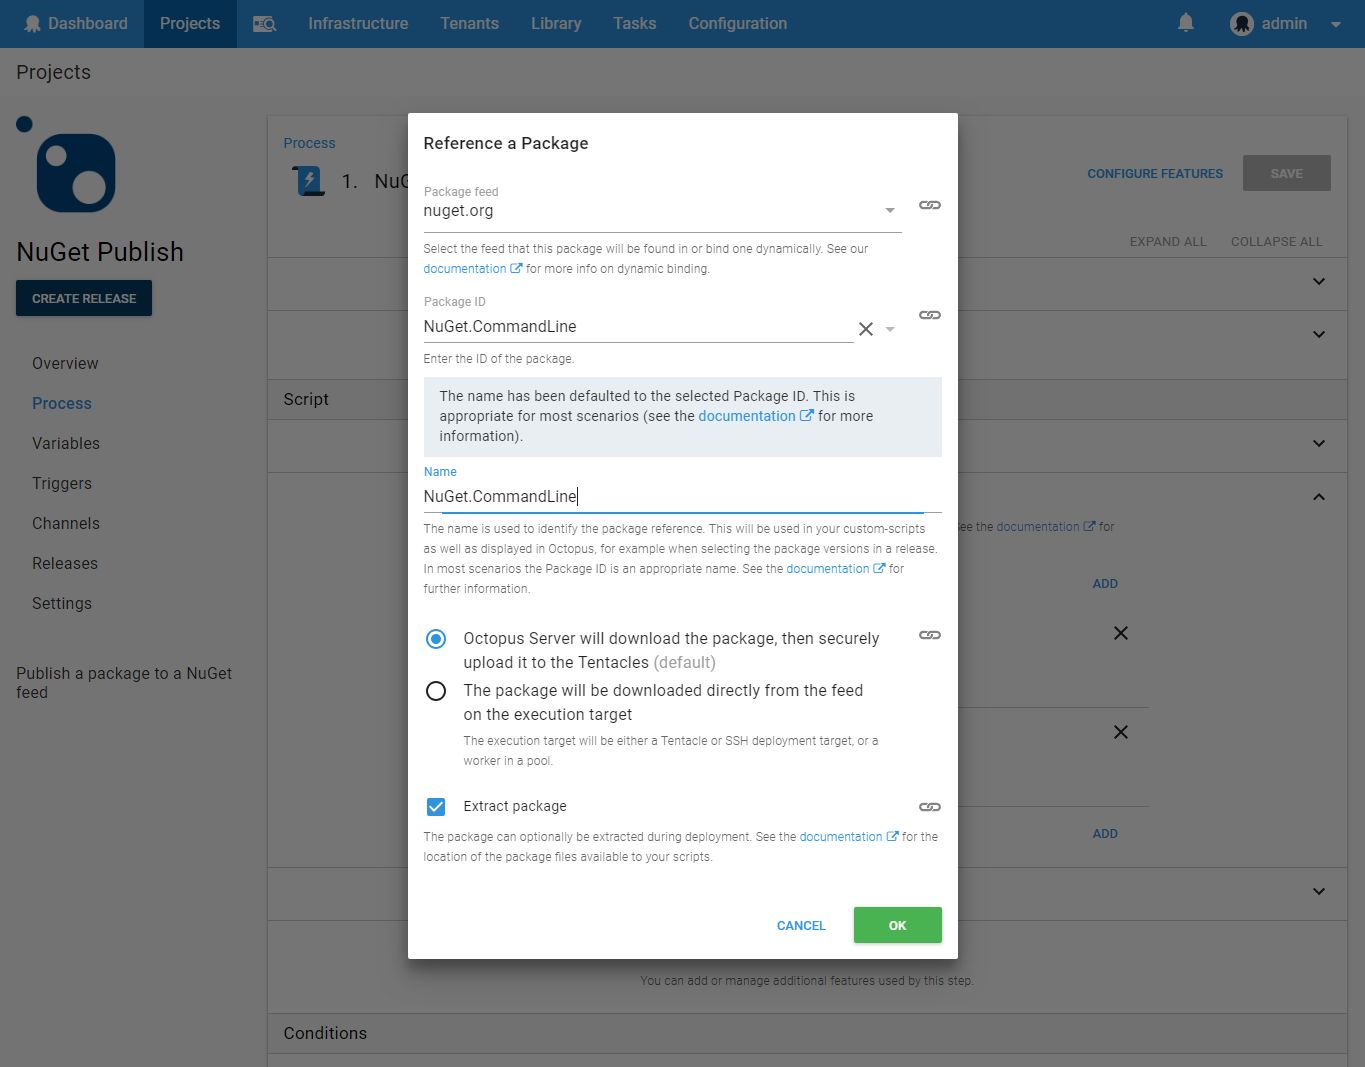 Dashboard Projects Infrastructure Tenants Library Tasks Configuration admin
Projects
NuGet Publish
CREATE RELEASE
Overview
Process
Variables
Triggers
Channels
Releases
Settings
Publish a package to a NuGet
feed
Process
1. NuG
CONFIGURE FEATURES SAVE
EXPAND ALL COLLAPSE ALL
Script
See the documentation for
ADD
ADD
You can add or manage additional features used by this step.
Conditions
Reference a Package
Package feed
nuget.org
Select the feed that this package will be found in or bind one dynamically. See our
documentation for more info on dynamic binding.
Package ID
NuGet.CommandLine
Enter the ID of the package.
The name has been defaulted to the selected Package ID. This is
appropriate for most scenarios (see the documentation for more
information).
Name
NuGet.CommandLine
The name is used to identify the package reference. This will be used in your custom-scripts
as well as displayed in Octopus, for example when selecting the package versions in a release.
In most scenarios the Package ID is an appropriate name. See the documentation for
further information.
Octopus Server will download the package, then securely
upload it to the Tentacles (default)
The package will be downloaded directly from the feed
on the execution target
The execution target will be either a Tentacle or SSH deployment target, or a
worker in a pool.
Extract package
The package can optionally be extracted during deployment. See the documentation for the
location of the package files available to your scripts.
CANCEL OK